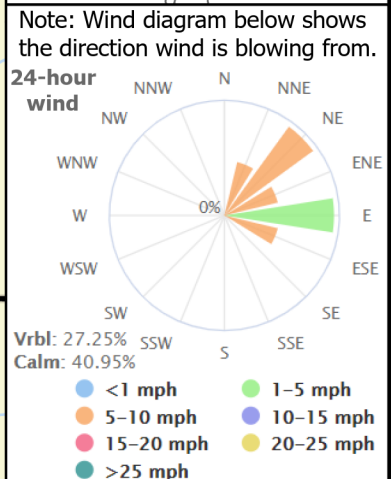 Note: Wind diagram below shows
the direction wind is blowing from.
24-hour
wind
N
NNW
NNE
NW
NE
WNW
ENE
0%
W
E
WSW
ESE
SW
SE
Vrbl: 27.25%
SSW
SSE
S
Calm: 40.95%
<1 mph
1-5 mph
5-10 mph
10-15 mph
15-20 mph
20-25 mph
>25 mph